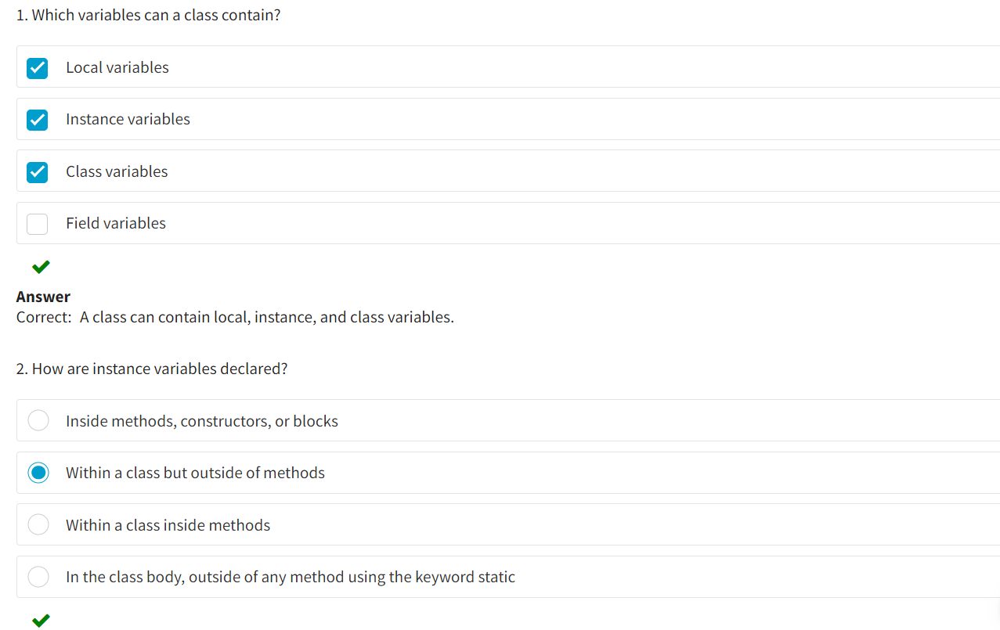 1. Which variables can a class contain?
Local variables
Instance variables
Class variables
Field variables
Answer
Correct:  A class can contain local, instance, and class variables.
2. How are instance variables declared?
Inside methods, constructors, or blocks
Within a class but outside of methods
Within a class inside methods
In the class body, outside of any method using the keyword static